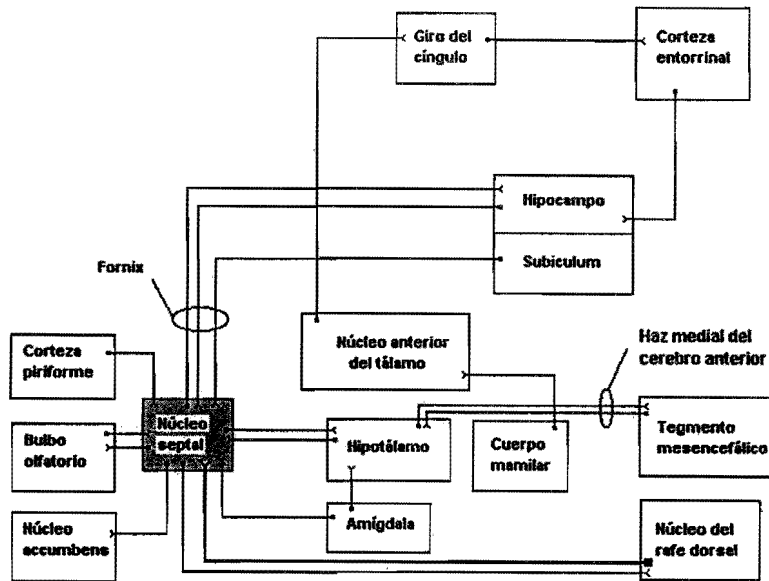 Giro del
cíngulo
Corteza
entorrinal
Hipocampo
Subiculum
Fornix
Núcleo anterior
del tálamo
Haz medial del
cerebro anterior
Corteza
piriforme
Núcleo
septal
Bulbo
olfatorio
Hipotálamo
Cuerpo
mamilar
Tegmento
mesencefálico
Núcleo
accumbens
Amígdala
Núcleo del
rafe dorsal